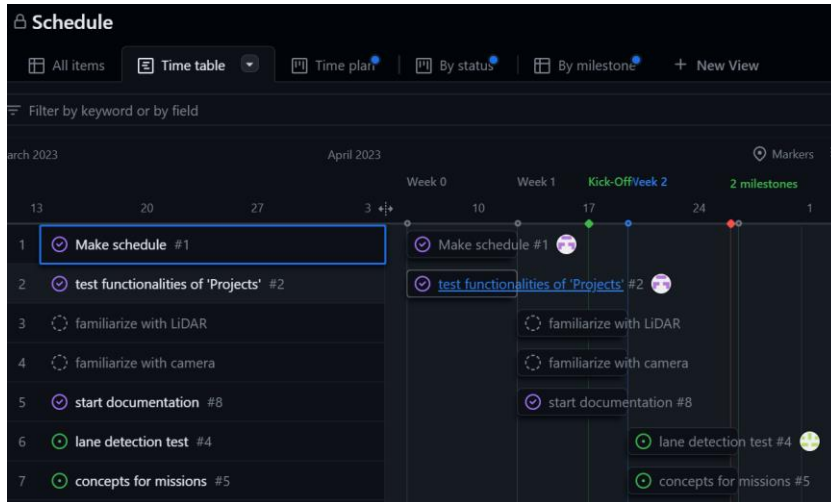 Schedule
All items Time table Time plan By status By milestone + New View
Filter by keyword or by field
arch 2023 April 2023 Markers
Week 0 Week 1 Kick-Off Week 2 2 milestones
13 20 27 3 10 17 24 1
1 Make schedule #1 Make schedule #1
2 test functionalities of 'Projects' #2 test functionalities of 'Projects' #2
3 familiarize with LiDAR familiarize with LiDAR
4 familiarize with camera familiarize with camera
5 start documentation #8 start documentation #8
6 lane detection test #4 lane detection test #4
7 concepts for missions #5 concepts for missions #5